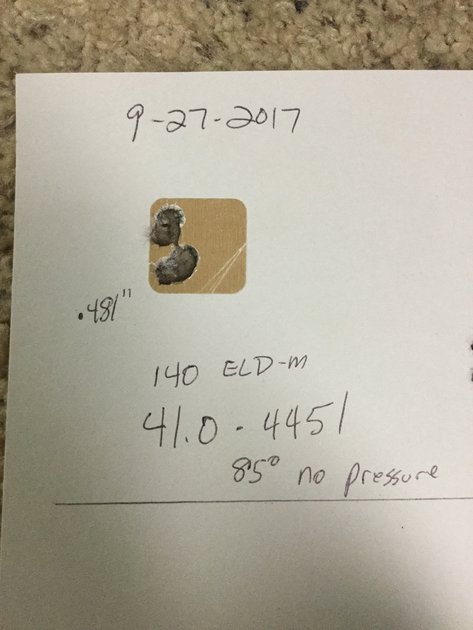 9-27-2017
.481"
140 ELD-m
41.0 - 4451
85° no pressure